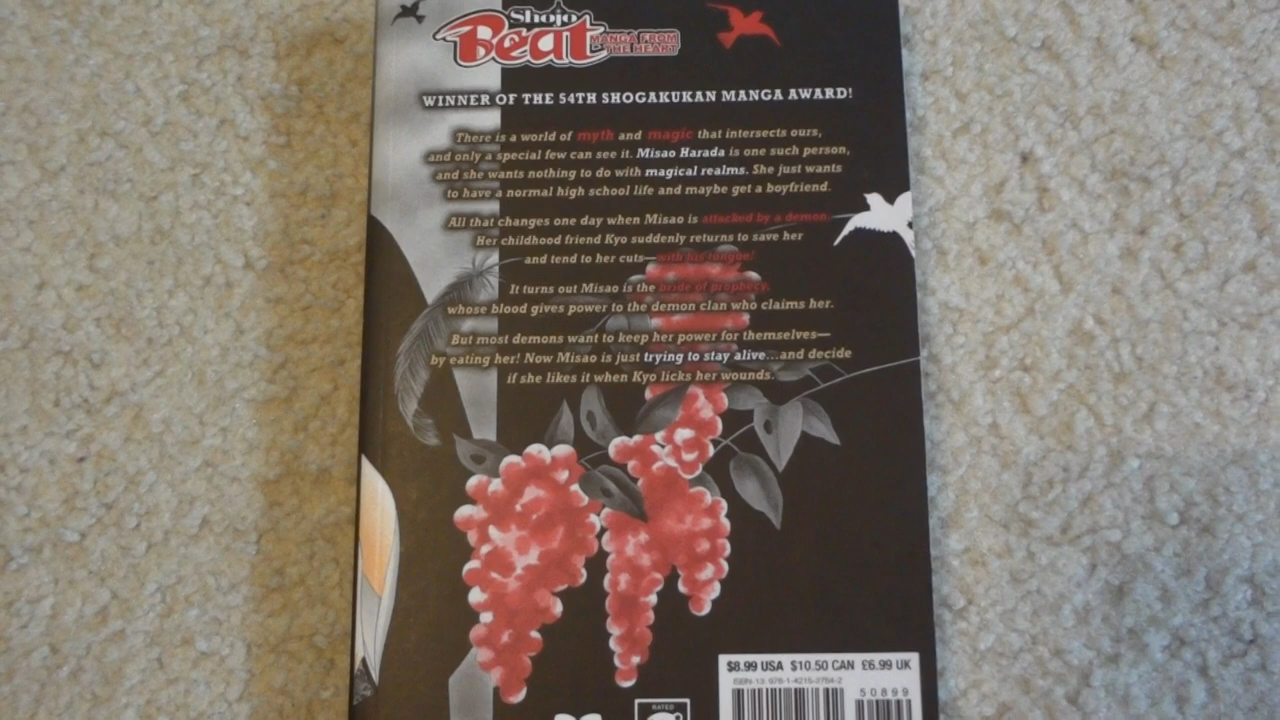 Shojo
Beat
MANGA FROM
THE HEART
WINNER OF THE 54TH SHOGAKUKAN MANGA AWARD!
There is a world of myth and magic that intersects ours,
and only a special few can see it. Misao Harada is one such person,
and she wants nothing to do with magical realms. She just wants
to have a normal high school life and maybe get a boyfriend.
All that changes one day when Misao is attacked by a demon.
Her childhood friend Kyo suddenly returns to save her
and tend to her cuts—with his tongue!
It turns out Misao is the bride of prophecy,
whose blood gives power to the demon clan who claims her.
But most demons want to keep her power for themselves—
by eating her! Now Misao is just trying to stay alive...and decide
if she likes it when Kyo licks her wounds.
$8.99 USA $10.50 CAN £6.99 UK
ISBN-13: 978-1-4215-2764-2
50899
RATED